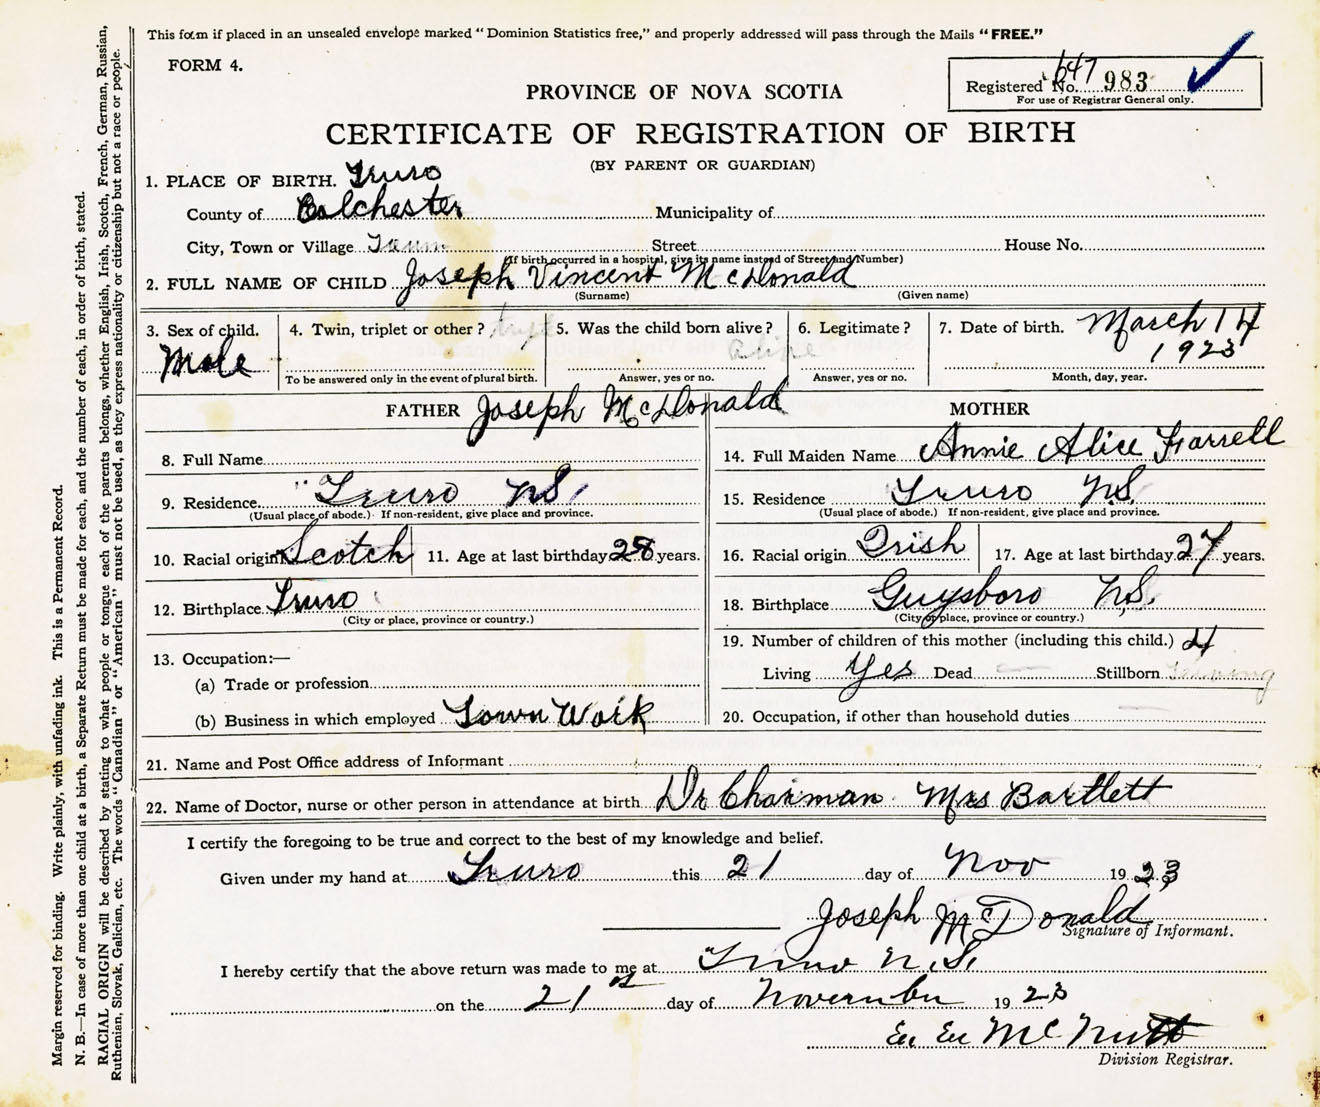 This form if placed in an unsealed envelope marked "Dominion Statistics free," and properly addressed will pass through the Mails "FREE."
FORM 4.
647
Registered No. 983
For use of Registrar General only.
PROVINCE OF NOVA SCOTIA
CERTIFICATE OF REGISTRATION OF BIRTH
(BY PARENT OR GUARDIAN)
1. PLACE OF BIRTH. Truro
County of Colchester Municipality of
City, Town or Village Truro Street House No.
(If birth occurred in a hospital, give its name instead of Street and Number)
2. FULL NAME OF CHILD Joseph Vincent McDonald
(Surname) (Given name)
3. Sex of child. Male
4. Twin, triplet or other?
To be answered only in the event of plural birth.
5. Was the child born alive? Alive
Answer, yes or no.
6. Legitimate?
Answer, yes or no.
7. Date of birth. March 14
1923
Month, day, year.
FATHER Joseph McDonald
8. Full Name
9. Residence Truro N.S.
(Usual place of abode.) If non-resident, give place and province.
10. Racial origin Scotch 11. Age at last birthday 28 years.
12. Birthplace Truro
(City or place, province or country.)
13. Occupation:—
(a) Trade or profession
(b) Business in which employed Town Work
MOTHER
14. Full Maiden Name Annie Alice Farrell
15. Residence Truro N.S.
(Usual place of abode.) If non-resident, give place and province.
16. Racial origin Irish 17. Age at last birthday 27 years.
18. Birthplace Guysboro N.S.
(City or place, province or country.)
19. Number of children of this mother (including this child.) 4
Living Yes Dead — Stillborn
20. Occupation, if other than household duties —
21. Name and Post Office address of Informant
22. Name of Doctor, nurse or other person in attendance at birth Dr Charman Mrs Bartlett
I certify the foregoing to be true and correct to the best of my knowledge and belief.
Given under my hand at Truro this 21 day of Nov 1923
Joseph McDonald
Signature of Informant.
I hereby certify that the above return was made to me at Truro N.S.
on the 21st day of November 1923
McNutt
Division Registrar.
Margin reserved for binding. Write plainly, with unfading ink. This is a Permanent Record.
N. B.—In case of more than one child at a birth, a Separate Return must be made for each, and the number of each, in order of birth, stated.
RACIAL ORIGIN will be described by stating to what people or tongue each of the parents belongs, whether English, Irish, Scotch, French, German, Russian,
Ruthenian, Slovak, Galician, etc. The words "Canadian" or "American" must not be used, as they express nationality or citizenship but not a race or people.